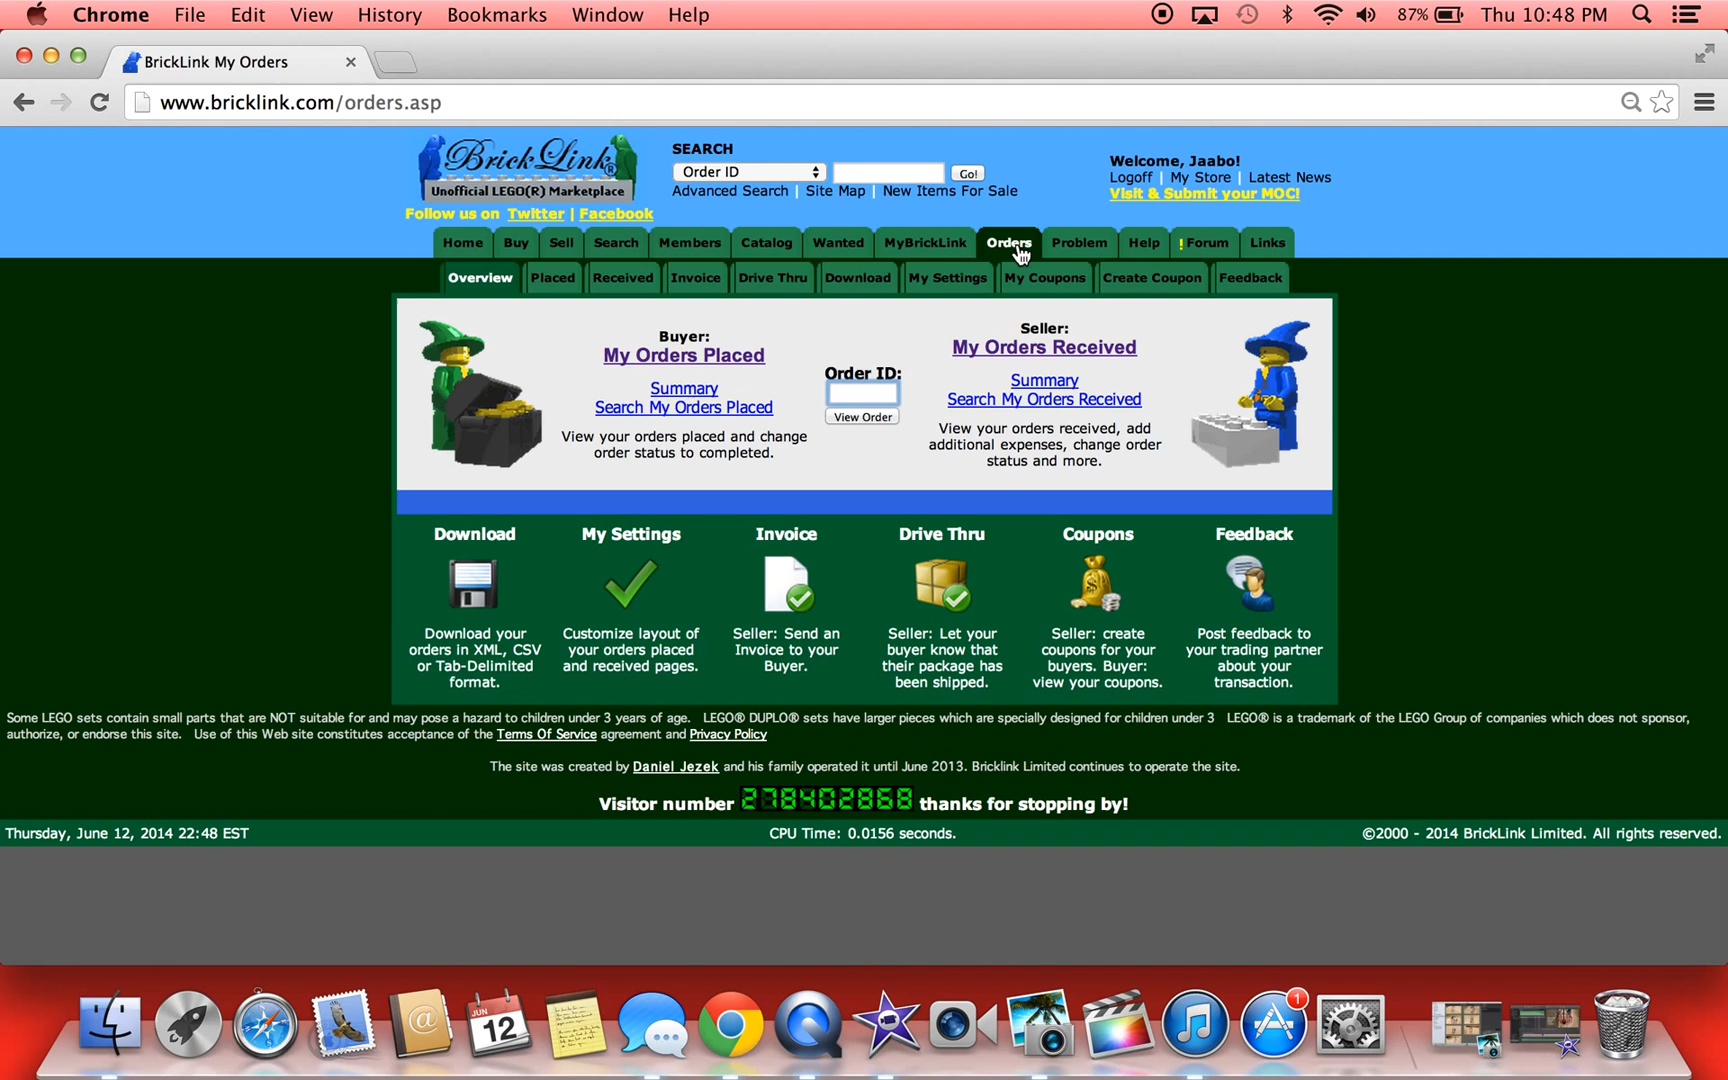 Chrome File Edit View History Bookmarks Window Help 87% Thu 10:48 PM
BrickLink My Orders
www.bricklink.com/orders.asp
BrickLink®
Unofficial LEGO(R) Marketplace
Follow us on Twitter | Facebook
SEARCH
Order ID Go!
Advanced Search | Site Map | New Items For Sale
Welcome, Jaabo!
Logoff | My Store | Latest News
Visit & Submit your MOC!
Home Buy Sell Search Members Catalog Wanted MyBrickLink Orders Problem Help !Forum Links
Overview Placed Received Invoice Drive Thru Download My Settings My Coupons Create Coupon Feedback
Buyer:
My Orders Placed
Summary
Search My Orders Placed
View your orders placed and change
order status to completed.
Order ID:
View Order
Seller:
My Orders Received
Summary
Search My Orders Received
View your orders received, add
additional expenses, change order
status and more.
Download My Settings Invoice Drive Thru Coupons Feedback
Download your
orders in XML, CSV
or Tab-Delimited
format.
Customize layout of
your orders placed
and received pages.
Seller: Send an
Invoice to your
Buyer.
Seller: Let your
buyer know that
their package has
been shipped.
Seller: create
coupons for your
buyers. Buyer:
view your coupons.
Post feedback to
your trading partner
about your
transaction.
Some LEGO sets contain small parts that are NOT suitable for and may pose a hazard to children under 3 years of age. LEGO® DUPLO® sets have larger pieces which are specially designed for children under 3 LEGO® is a trademark of the LEGO Group of companies which does not sponsor,
authorize, or endorse this site. Use of this Web site constitutes acceptance of the Terms Of Service agreement and Privacy Policy
The site was created by Daniel Jezek and his family operated it until June 2013. Bricklink Limited continues to operate the site.
Visitor number 278402868 thanks for stopping by!
Thursday, June 12, 2014 22:48 EST CPU Time: 0.0156 seconds. ©2000 - 2014 BrickLink Limited. All rights reserved.
JUN
12
1